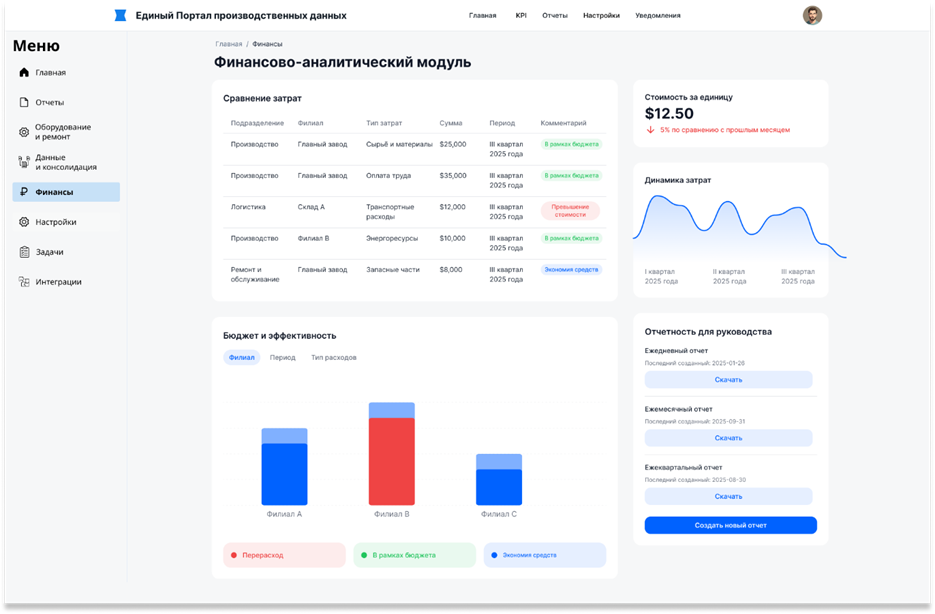 Единый Портал производственных данных
Главная
KPI
Отчеты
Настройки
Уведомления
Меню
Главная
Отчеты
Оборудование
и ремонт
Данные
и консолидация
Финансы
Настройки
Задачи
Интеграции
Главная / Финансы
Финансово-аналитический модуль
Сравнение затрат
Подразделение Филиал Тип затрат Сумма Период Комментарий
Производство Главный завод Сырьё и материалы $25,000 III квартал В рамках бюджета
2025 года
Производство Главный завод Оплата труда $35,000 III квартал В рамках бюджета
2025 года
Логистика Склад А Транспортные $12,000 III квартал Превышение
расходы 2025 года стоимости
Производство Филиал В Энергоресурсы $10,000 III квартал В рамках бюджета
2025 года
Ремонт и Главный завод Запасные части $8,000 III квартал Экономия средств
обслуживание 2025 года
Бюджет и эффективность
Филиал Период Тип расходов
Филиал А Филиал В Филиал С
Перерасход
В рамках бюджета
Экономия средств
Стоимость за единицу
$12.50
5% по сравнению с прошлым месяцем
Динамика затрат
I квартал II квартал III квартал
2025 года 2025 года 2025 года
Отчетность для руководства
Ежедневный отчет
Последний созданный: 2025-01-26
Скачать
Ежемесячный отчет
Последний созданный: 2025-09-31
Скачать
Ежеквартальный отчет
Последний созданный: 2025-08-30
Скачать
Создать новый отчет